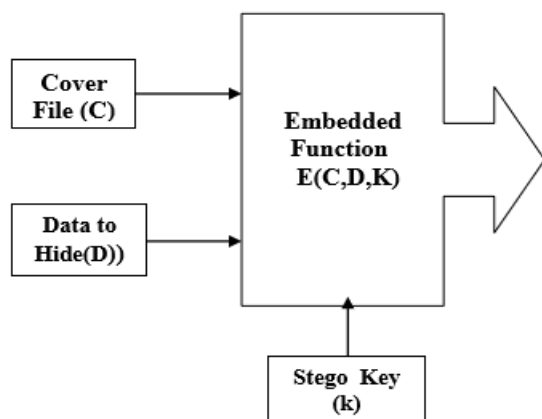 Cover
File (C)
Embedded
Function
E(C,D,K)
Data to
Hide(D))
Stego Key
(k)